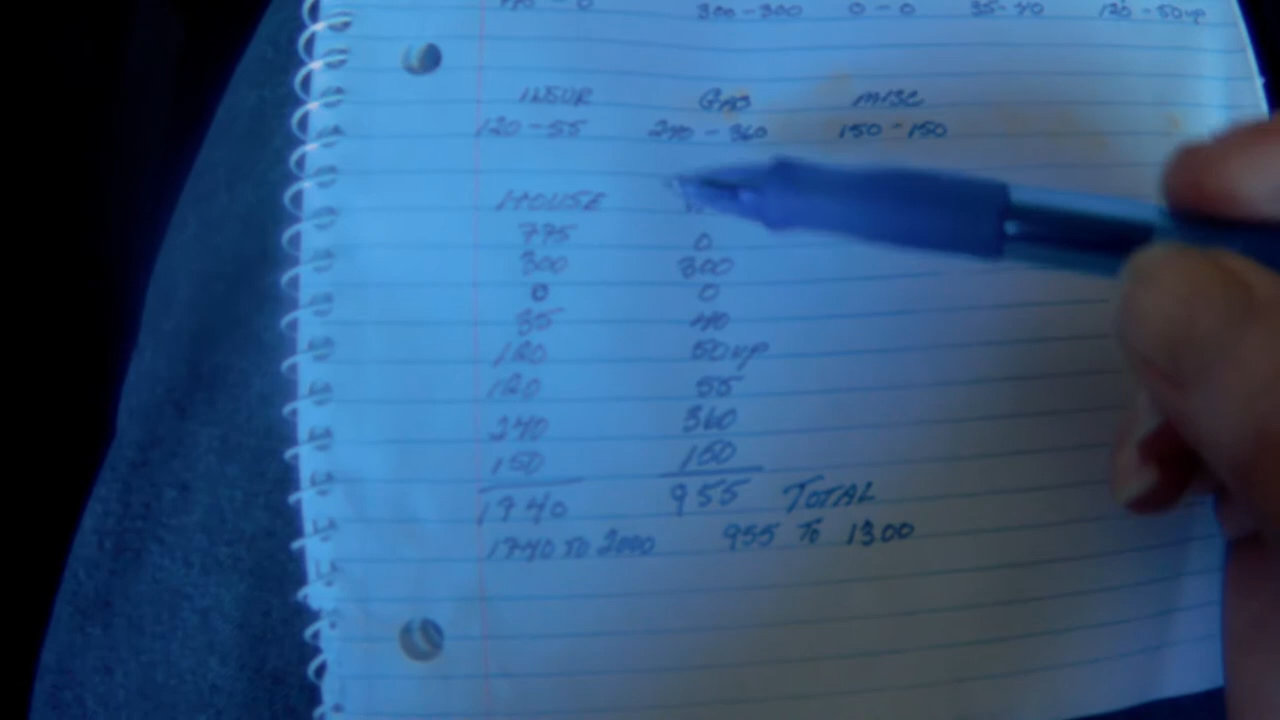 300-300 0-0 35-40 120-50up
INSUR GAS MISC
120-55 240-360 150-150
HOUSE
775 0
300 300
0 0
35 40
120 50up
120 55
240 360
150 150
1740 955 TOTAL
1740 TO 2000 955 To 1300